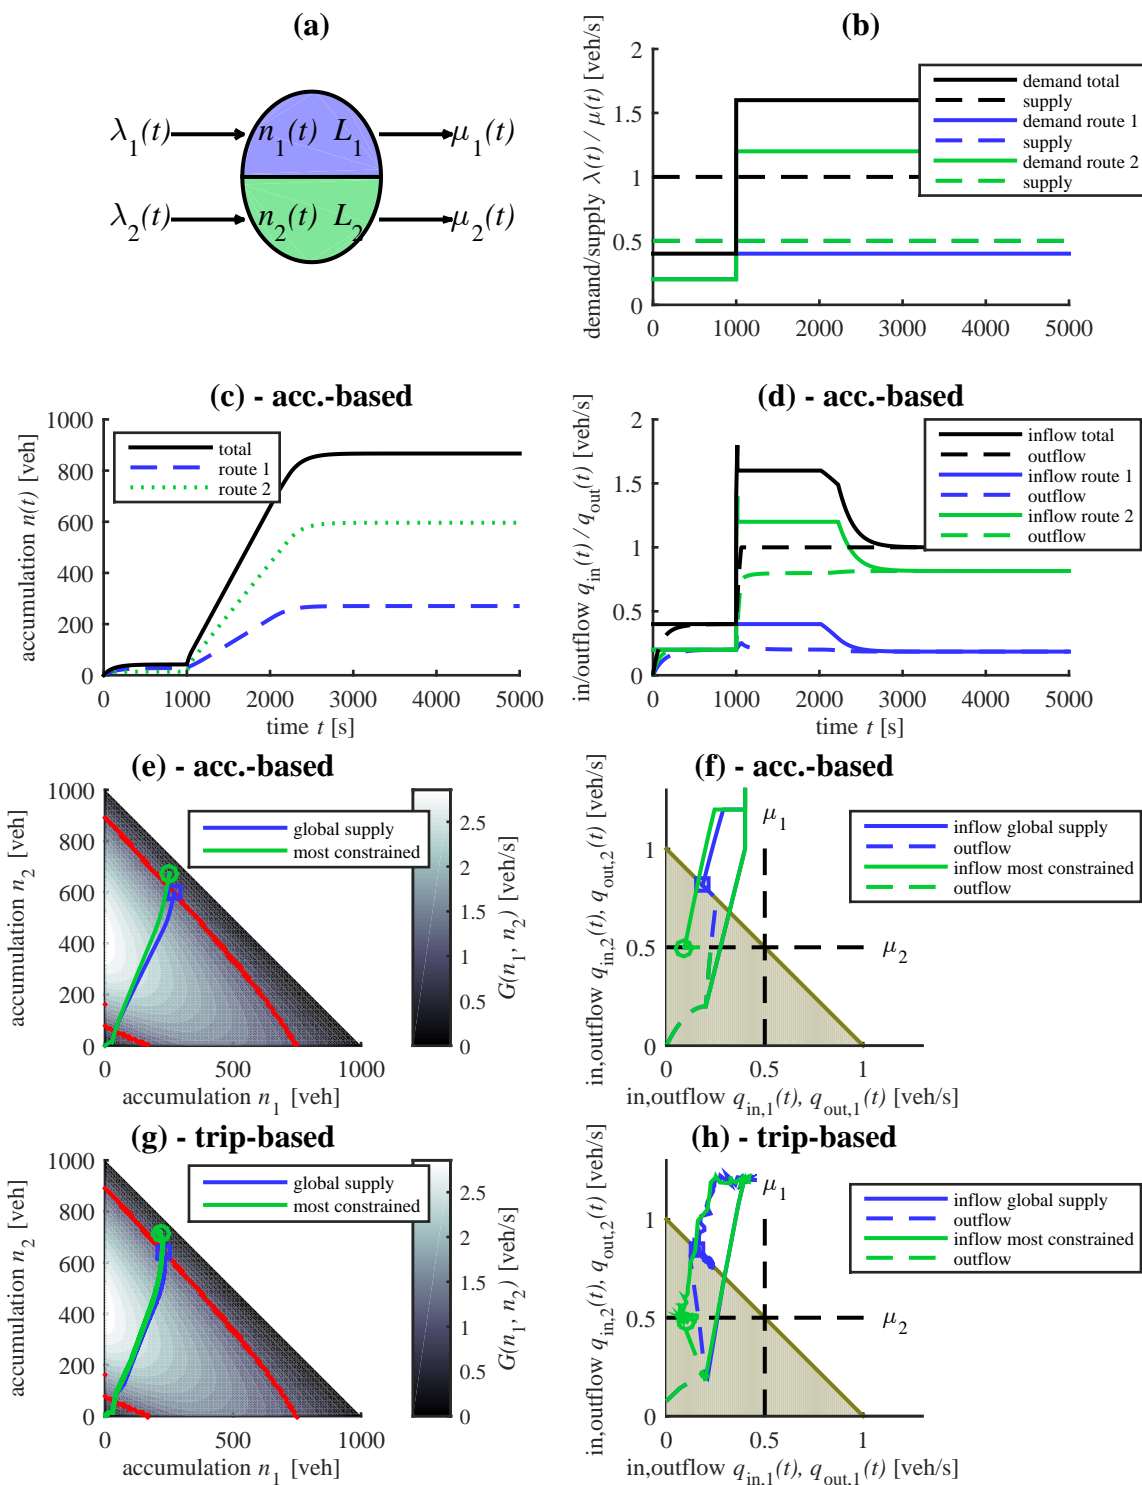 (a)
λ1(t) n1(t) L1 μ1(t)
λ2(t) n2(t) L2 μ2(t)
(b)
demand/supply λ(t) / μ(t) [veh/s]
2
1.5
1
0.5
0
0 1000 2000 3000 4000 5000
demand total
supply
demand route 1
supply
demand route 2
supply
(c) - acc.-based
accumulation n(t) [veh]
1000
800
600
400
200
0
0 1000 2000 3000 4000 5000
time t [s]
total
route 1
route 2
(d) - acc.-based
in/outflow qin(t) / qout(t) [veh/s]
2
1.5
1
0.5
0
0 1000 2000 3000 4000 5000
time t [s]
inflow total
outflow
inflow route 1
outflow
inflow route 2
outflow
(e) - acc.-based
accumulation n2 [veh]
1000
800
600
400
200
0
0 500 1000
accumulation n1 [veh]
global supply
most constrained
2.5
2
1.5
1
0.5
0
G(n1, n2) [veh/s]
(f) - acc.-based
in,outflow qin,2(t), qout,2(t) [veh/s]
1
0.5
0
0 0.5 1
in,outflow qin,1(t), qout,1(t) [veh/s]
μ1
μ2
inflow global supply
outflow
inflow most constrained
outflow
(g) - trip-based
accumulation n2 [veh]
1000
800
600
400
200
0
0 500 1000
accumulation n1 [veh]
global supply
most constrained
2.5
2
1.5
1
0.5
0
G(n1, n2) [veh/s]
(h) - trip-based
in,outflow qin,2(t), qout,2(t) [veh/s]
1
0.5
0
0 0.5 1
in,outflow qin,1(t), qout,1(t) [veh/s]
μ1
μ2
inflow global supply
outflow
inflow most constrained
outflow